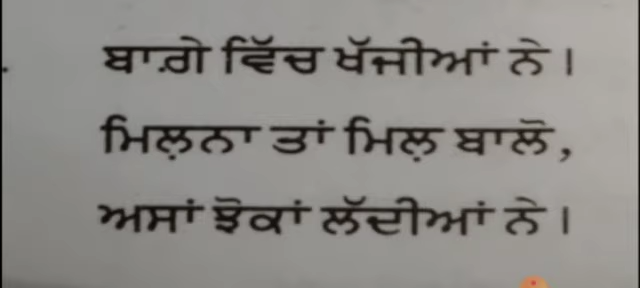 ਬਾਗ਼ੇ ਵਿੱਚ ਖੱਜੀਆਂ ਨੇ।
ਮਿਲ਼ਨਾ ਤਾਂ ਮਿਲ਼ ਬਾਲੋ,
ਅਸਾਂ ਝੋਕਾਂ ਲੱਦੀਆਂ ਨੇ।